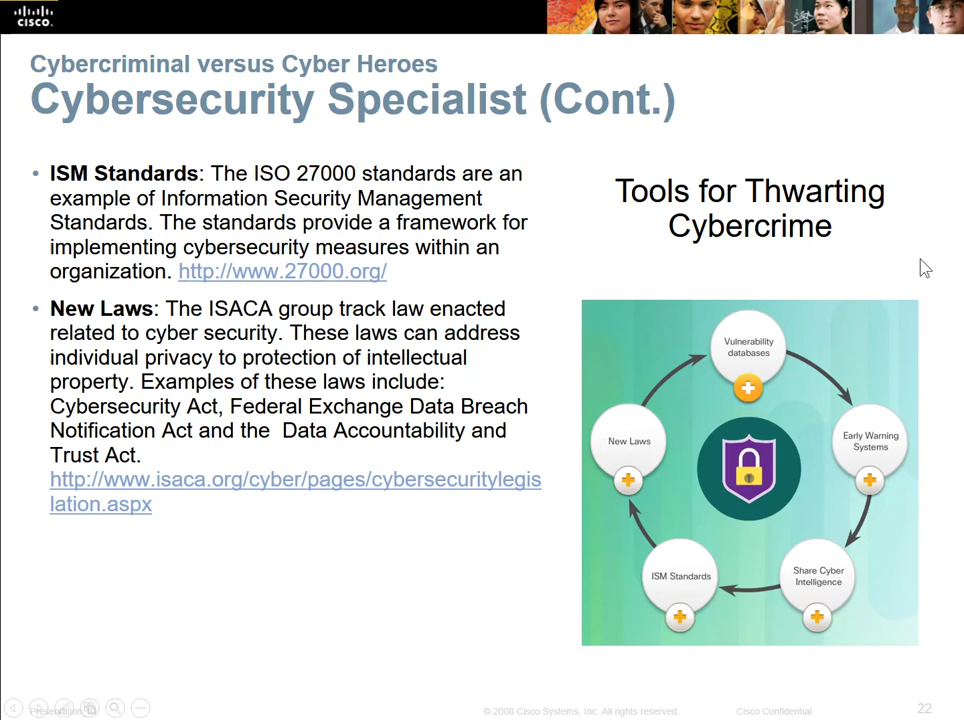 CISCO
Cybercriminal versus Cyber Heroes
Cybersecurity Specialist (Cont.)
• ISM Standards: The ISO 27000 standards are an
example of Information Security Management
Standards. The standards provide a framework for
implementing cybersecurity measures within an
organization. http://www.27000.org/
• New Laws: The ISACA group track law enacted
related to cyber security. These laws can address
individual privacy to protection of intellectual
property. Examples of these laws include:
Cybersecurity Act, Federal Exchange Data Breach
Notification Act and the  Data Accountability and
Trust Act.
http://www.isaca.org/cyber/pages/cybersecuritylegis
lation.aspx
Tools for Thwarting
Cybercrime
Vulnerability
databases
Early Warning
Systems
Share Cyber
Intelligence
ISM Standards
New Laws
© 2008 Cisco Systems, Inc. All rights reserved.
Cisco Confidential
22